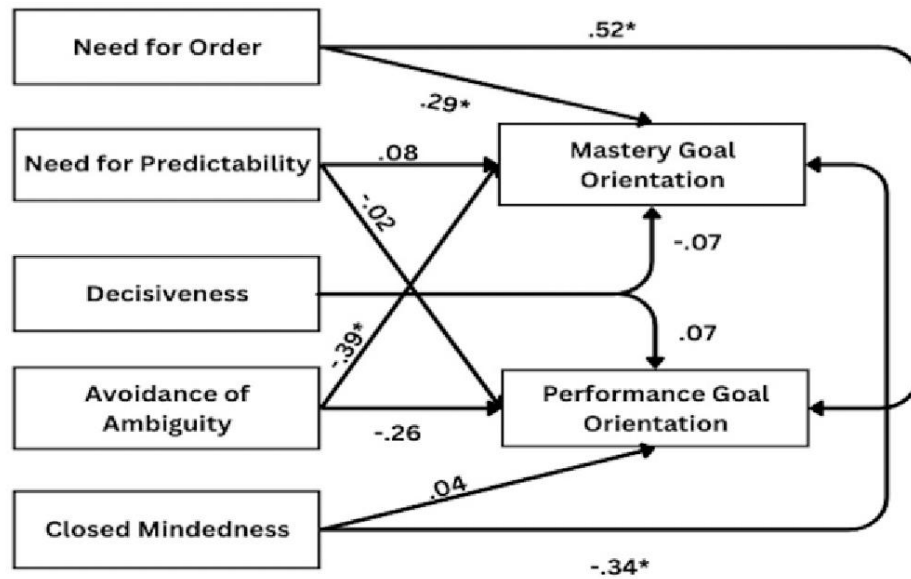 Need for Order
.52*
.29*
Need for Predictability
.08
Mastery Goal
Orientation
-.02
-.07
Decisiveness
-.39*
.07
Avoidance of
Ambiguity
-.26
Performance Goal
Orientation
.04
Closed Mindedness
-.34*